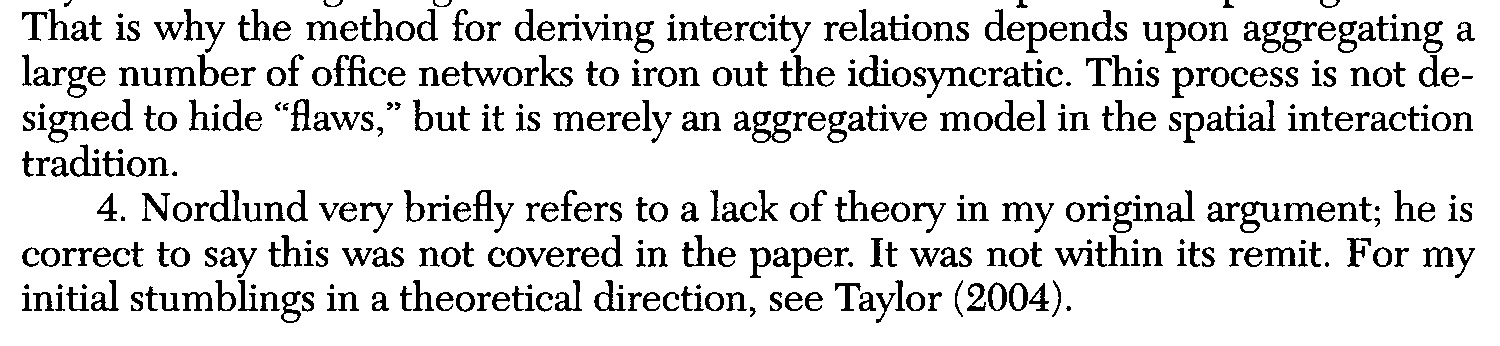 That is why the method for deriving intercity relations depends upon aggregating a
large number of office networks to iron out the idiosyncratic. This process is not de-
signed to hide “flaws,” but it is merely an aggregative model in the spatial interaction
tradition.
4. Nordlund very briefly refers to a lack of theory in my original argument; he is
correct to say this was not covered in the paper. It was not within its remit. For my
initial stumblings in a theoretical direction, see Taylor (2004).